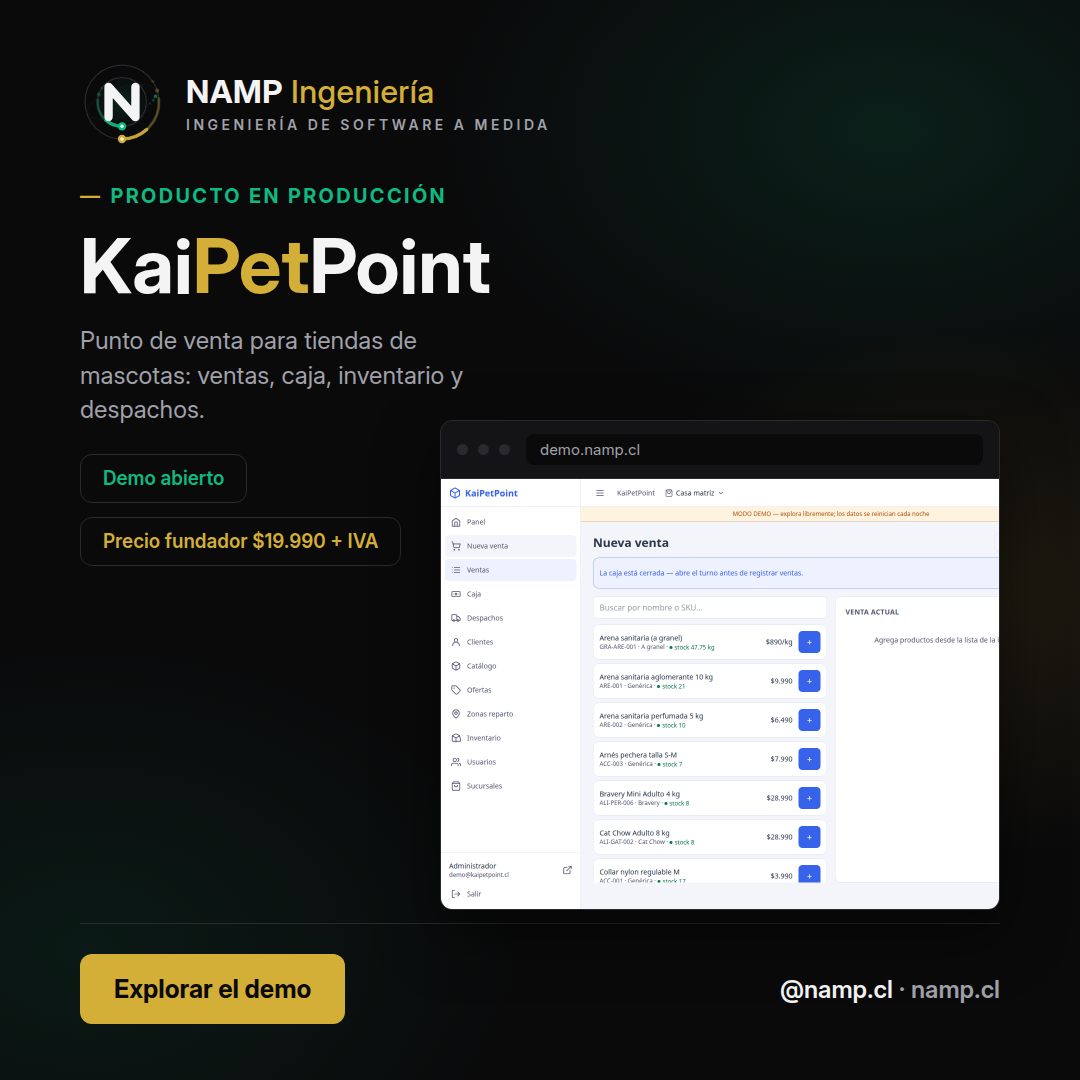 N
NAMP Ingeniería
INGENIERÍA DE SOFTWARE A MEDIDA
— PRODUCTO EN PRODUCCIÓN
KaiPetPoint
Punto de venta para tiendas de
mascotas: ventas, caja, inventario y
despachos.
Demo abierto
Precio fundador $19.990 + IVA
demo.namp.cl
KaiPetPoint
Panel
Nueva venta
Ventas
Caja
Despachos
Clientes
Catálogo
Ofertas
Zonas reparto
Inventario
Usuarios
Sucursales
Administrador
demo@kaipetpoint.cl
Salir
KaiPetPoint Casa matriz
MODO DEMO — explora libremente; los datos se reinician cada noche
Nueva venta
La caja está cerrada — abre el turno antes de registrar ventas.
Buscar por nombre o SKU...
Arena sanitaria (a granel)
GRA-ARE-001 · A granel · ● stock 47.75 kg
$890/kg +
Arena sanitaria aglomerante 10 kg
ARE-001 · Genérica · ● stock 21
$9.990 +
Arena sanitaria perfumada 5 kg
ARE-002 · Genérica · ● stock 10
$6.490 +
Arnés pechera talla S-M
ACC-003 · Genérica · ● stock 7
$7.990 +
Bravery Mini Adulto 4 kg
ALI-PER-006 · Bravery · ● stock 8
$28.990 +
Cat Chow Adulto 8 kg
ALI-GAT-002 · Cat Chow · ● stock 8
$28.990 +
Collar nylon regulable M
ACC-001 · Genérica · ● stock 17
$3.990 +
VENTA ACTUAL
Agrega productos desde la lista de la
Explorar el demo
@namp.cl · namp.cl